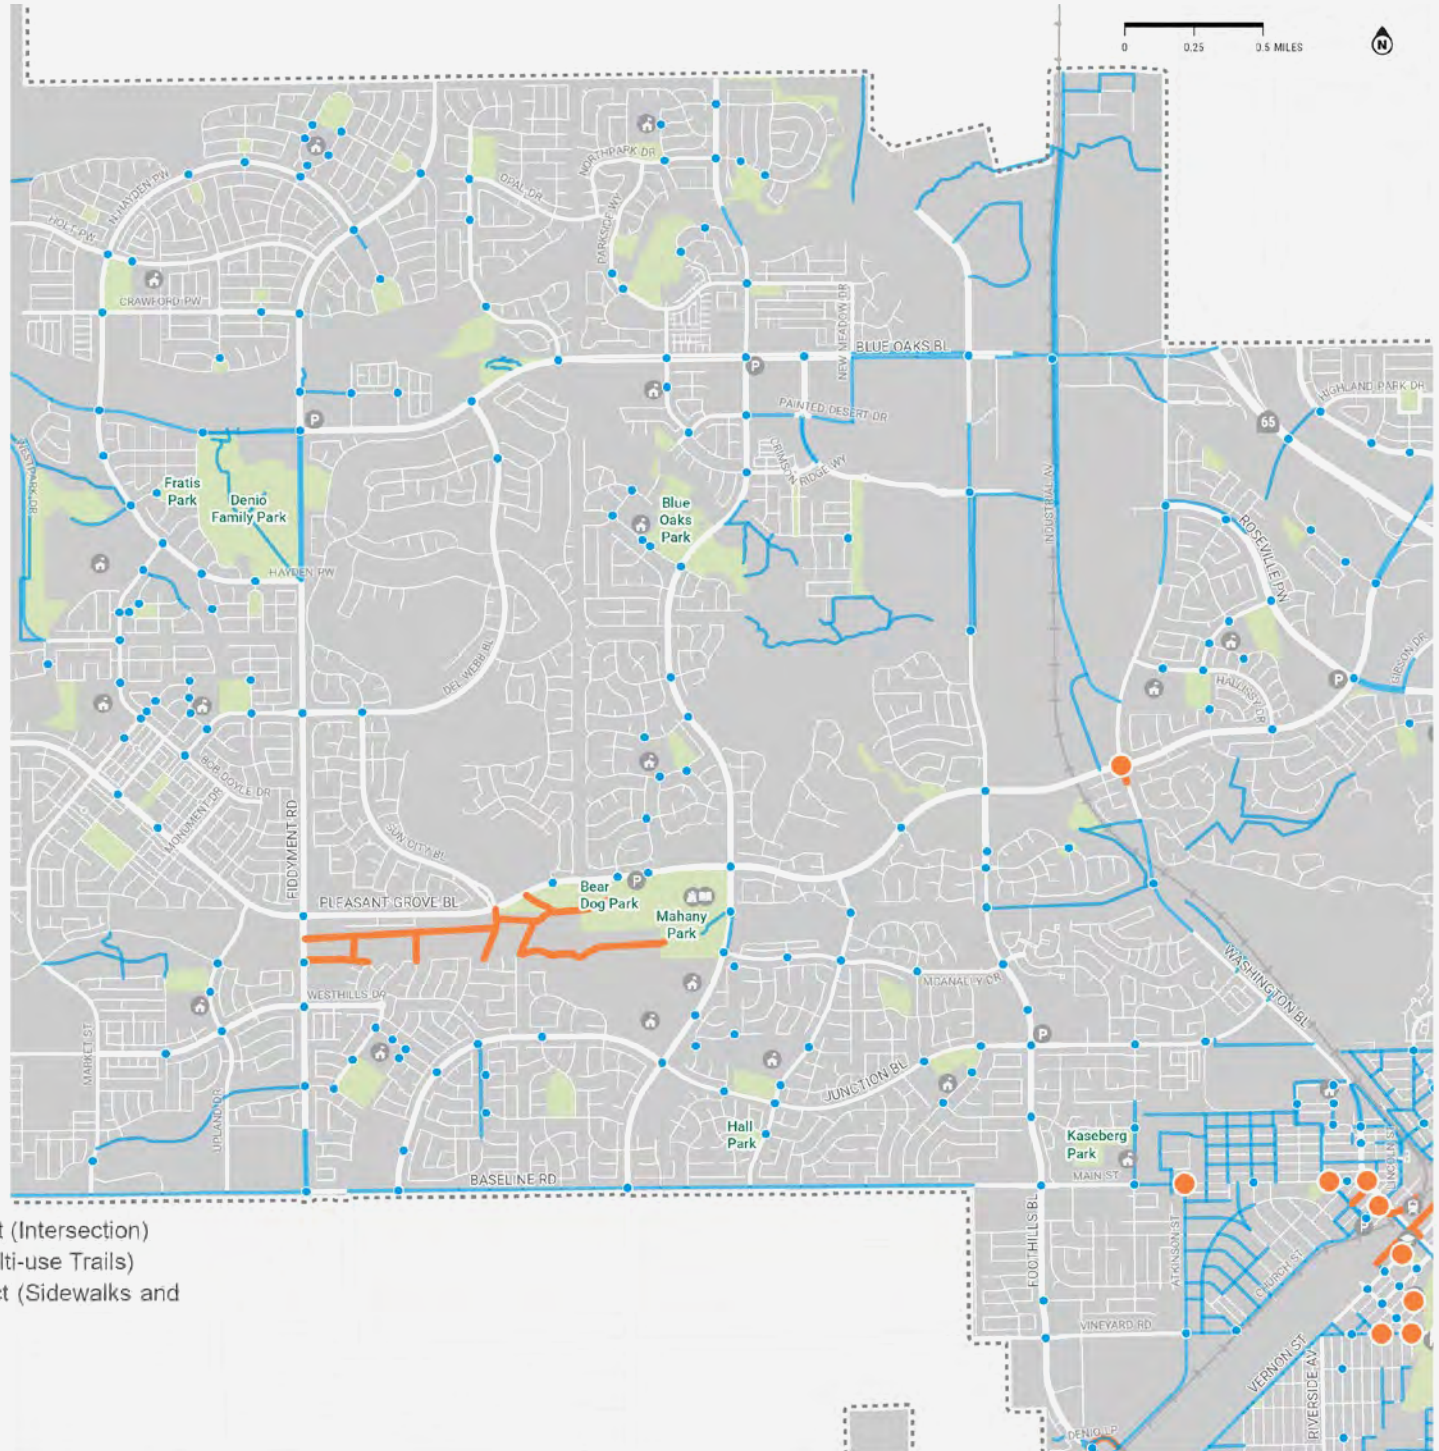 0 0.25 0.5 MILES
N
NORTHPARK DR
OPAL DR
N HAYDEN PW
PARKSIDE WY
HOLT PW
CRAWFORD PW
NEW MEADOW DR
BLUE OAKS BL
P
HIGHLAND PARK DR
PAINTED DESERT DR
65
P
WESTPARK DR
CRIMSON RIDGE WY
Fratis
Park
Denio
Family Park
Blue
Oaks
Park
INDUSTRIAL AV
ROSEVILLE PW
HAYDEN PW
DEL WEBB BL
GIBSON DR
P
HALLISSY DR
BOB DOYLE DR
MONUMENT DR
FIDDYMENT RD
SUN CITY BL
PLEASANT GROVE BL
Bear
Dog Park
P
Mahany
Park
WASHINGTON BL
MCANALLY DR
WESTHILLS DR
P
MARKET ST
UPLAND DR
JUNCTION BL
Hall
Park
Kaseberg
Park
MAIN ST
LINCOLN ST
BASELINE RD
t (Intersection)
lti-use Trails)
ct (Sidewalks and
FOOTHILLS BL
ATKINSON ST
CHURCH ST
P
VINEYARD RD
VERNON ST
RIVERSIDE AV
DENIO LP